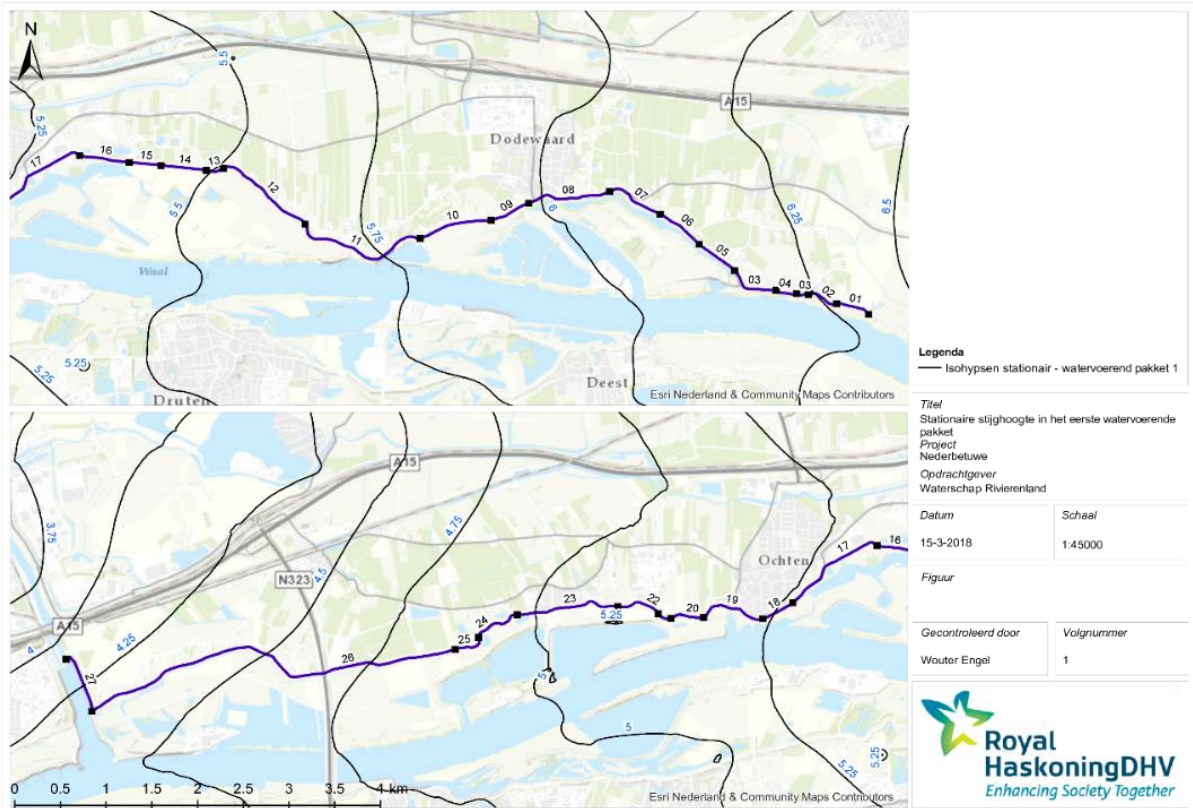 N
5.5
5.25
A15
Dodewaard
17
16
15
14
13
12
11
10
09
08
07
06
05
03
04
03
02
01
5.5
5.75
6
6.25
6.5
Waal
5.25
5.25
Druten
Deest
Esri Nederland & Community Maps Contributors
A15
3.75
4.75
4.5
N323
Ochten
17
16
A15
4
4.25
27
26
25
24
23
5.25
22
20
19
18
5
5
5.25
5.25
0 0.5 1 1.5 2 2.5 3 3.5 4 km
Esri Nederland & Community Maps Contributors
Legenda
Isohypsen stationair - watervoerend pakket 1
Titel
Stationaire stijghoogte in het eerste watervoerende
pakket
Project
Nederbetuwe
Opdrachtgever
Waterschap Rivierenland
Datum
15-3-2018
Schaal
1:45000
Figuur
Gecontroleerd door
Wouter Engel
Volgnummer
1
Royal
HaskoningDHV
Enhancing Society Together